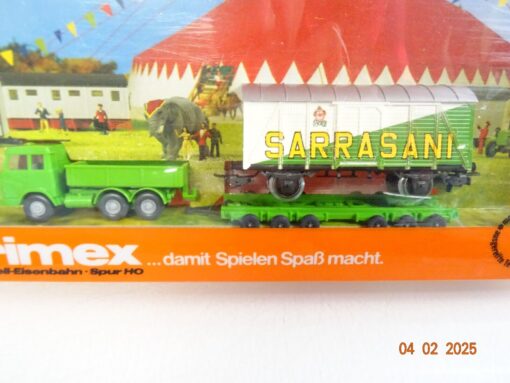 SARRASANI
rimex
...damit Spielen Spaß macht.
ell-Eisenbahn · Spur HO
04 02 2025